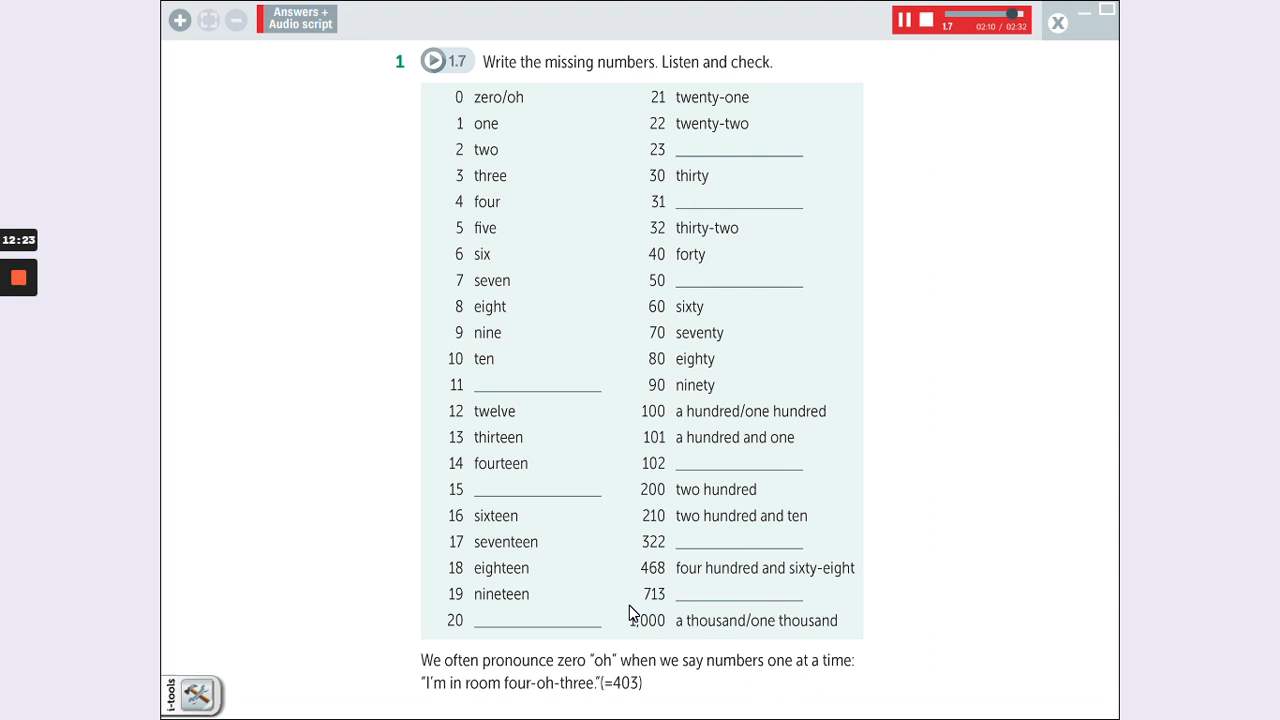 Answers +
Audio script
1.7 02:10 / 02:32
X
12:23
1 1.7 Write the missing numbers. Listen and check.
0 zero/oh
1 one
2 two
3 three
4 four
5 five
6 six
7 seven
8 eight
9 nine
10 ten
11
12 twelve
13 thirteen
14 fourteen
15
16 sixteen
17 seventeen
18 eighteen
19 nineteen
20
21 twenty-one
22 twenty-two
23
30 thirty
31
32 thirty-two
40 forty
50
60 sixty
70 seventy
80 eighty
90 ninety
100 a hundred/one hundred
101 a hundred and one
102
200 two hundred
210 two hundred and ten
322
468 four hundred and sixty-eight
713
1,000 a thousand/one thousand
We often pronounce zero "oh" when we say numbers one at a time:
"I'm in room four-oh-three."(=403)
i-tools